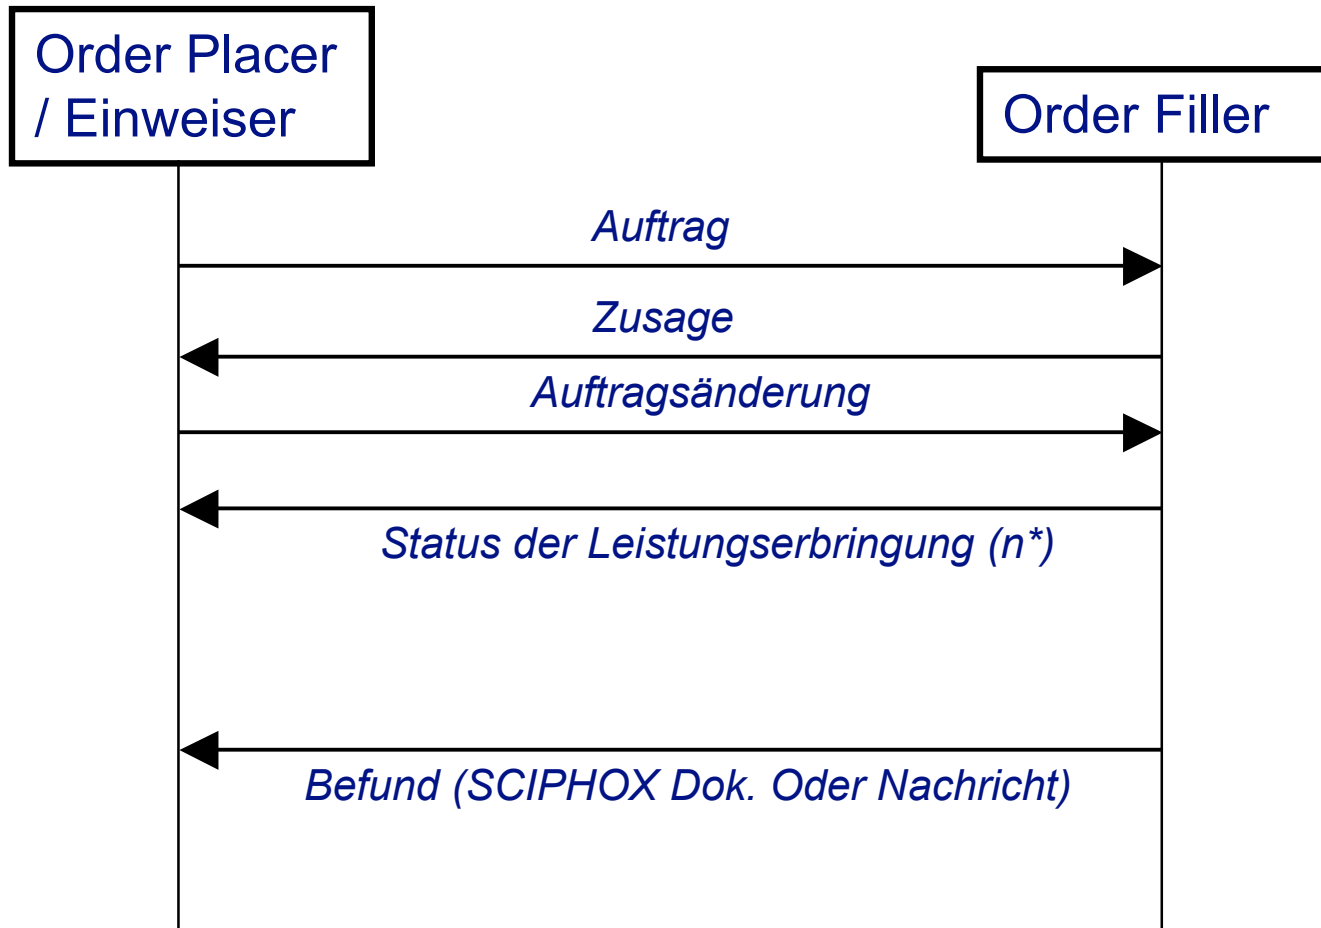 Order Placer
/ Einweiser
Order Filler
Auftrag
Zusage
Auftragsänderung
Status der Leistungserbringung (n*)
Befund (SCIPHOX Dok. Oder Nachricht)